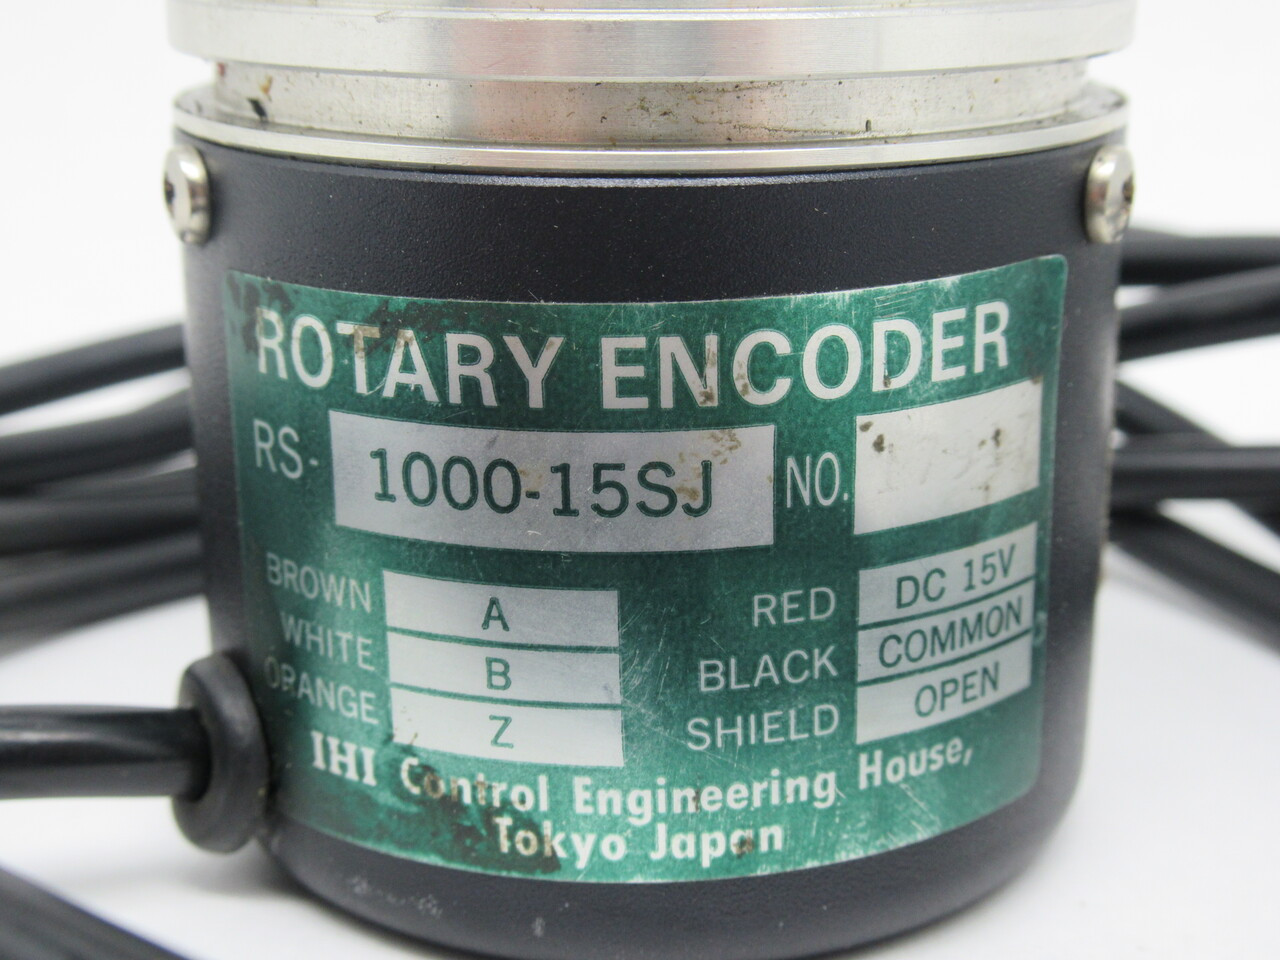 ROTARY ENCODER
RS- 1000-15SJ NO.
BROWN A RED DC 15V
WHITE B BLACK COMMON
ORANGE Z SHIELD OPEN
IHI Control Engineering House,
Tokyo Japan